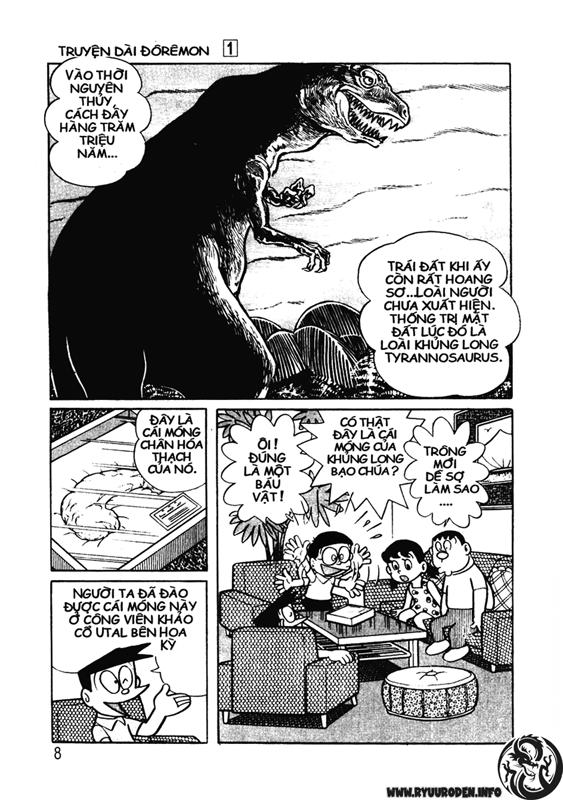 TRUYỆN DÀI ĐÔRÊMON 1
VÀO THỜI
NGUYÊN
THỦY,
CÁCH ĐÂY
HÀNG TRĂM
TRIỆU
NĂM...
TRÁI ĐẤT KHI ẤY
CÒN RẤT HOANG
SƠ...LOÀI NGƯỜI
CHƯA XUẤT HIỆN.
THỐNG TRỊ MẶT
ĐẤT LÚC ĐÓ LÀ
LOÀI KHỦNG LONG
TYRANNOSAURUS.
ĐÂY LÀ
CÁI MÓNG
CHÂN HÓA
THẠCH
CỦA NÓ.
NGƯỜI TA ĐÃ ĐÀO
ĐƯỢC CÁI MÓNG NÀY
Ở CÔNG VIÊN KHẢO
CỔ UTAL BÊN HOA
KỲ
ÔI!
ĐÚNG
LÀ MỘT
BÁU
VẬT!
CÓ THẬT
ĐÂY LÀ CÁI
MÓNG CỦA
KHỦNG LONG
BẠO CHÚA?
TRÔNG
MỚI
DỄ SỢ
LÀM SAO
....
8
WWW.RYUURODEN.INFO